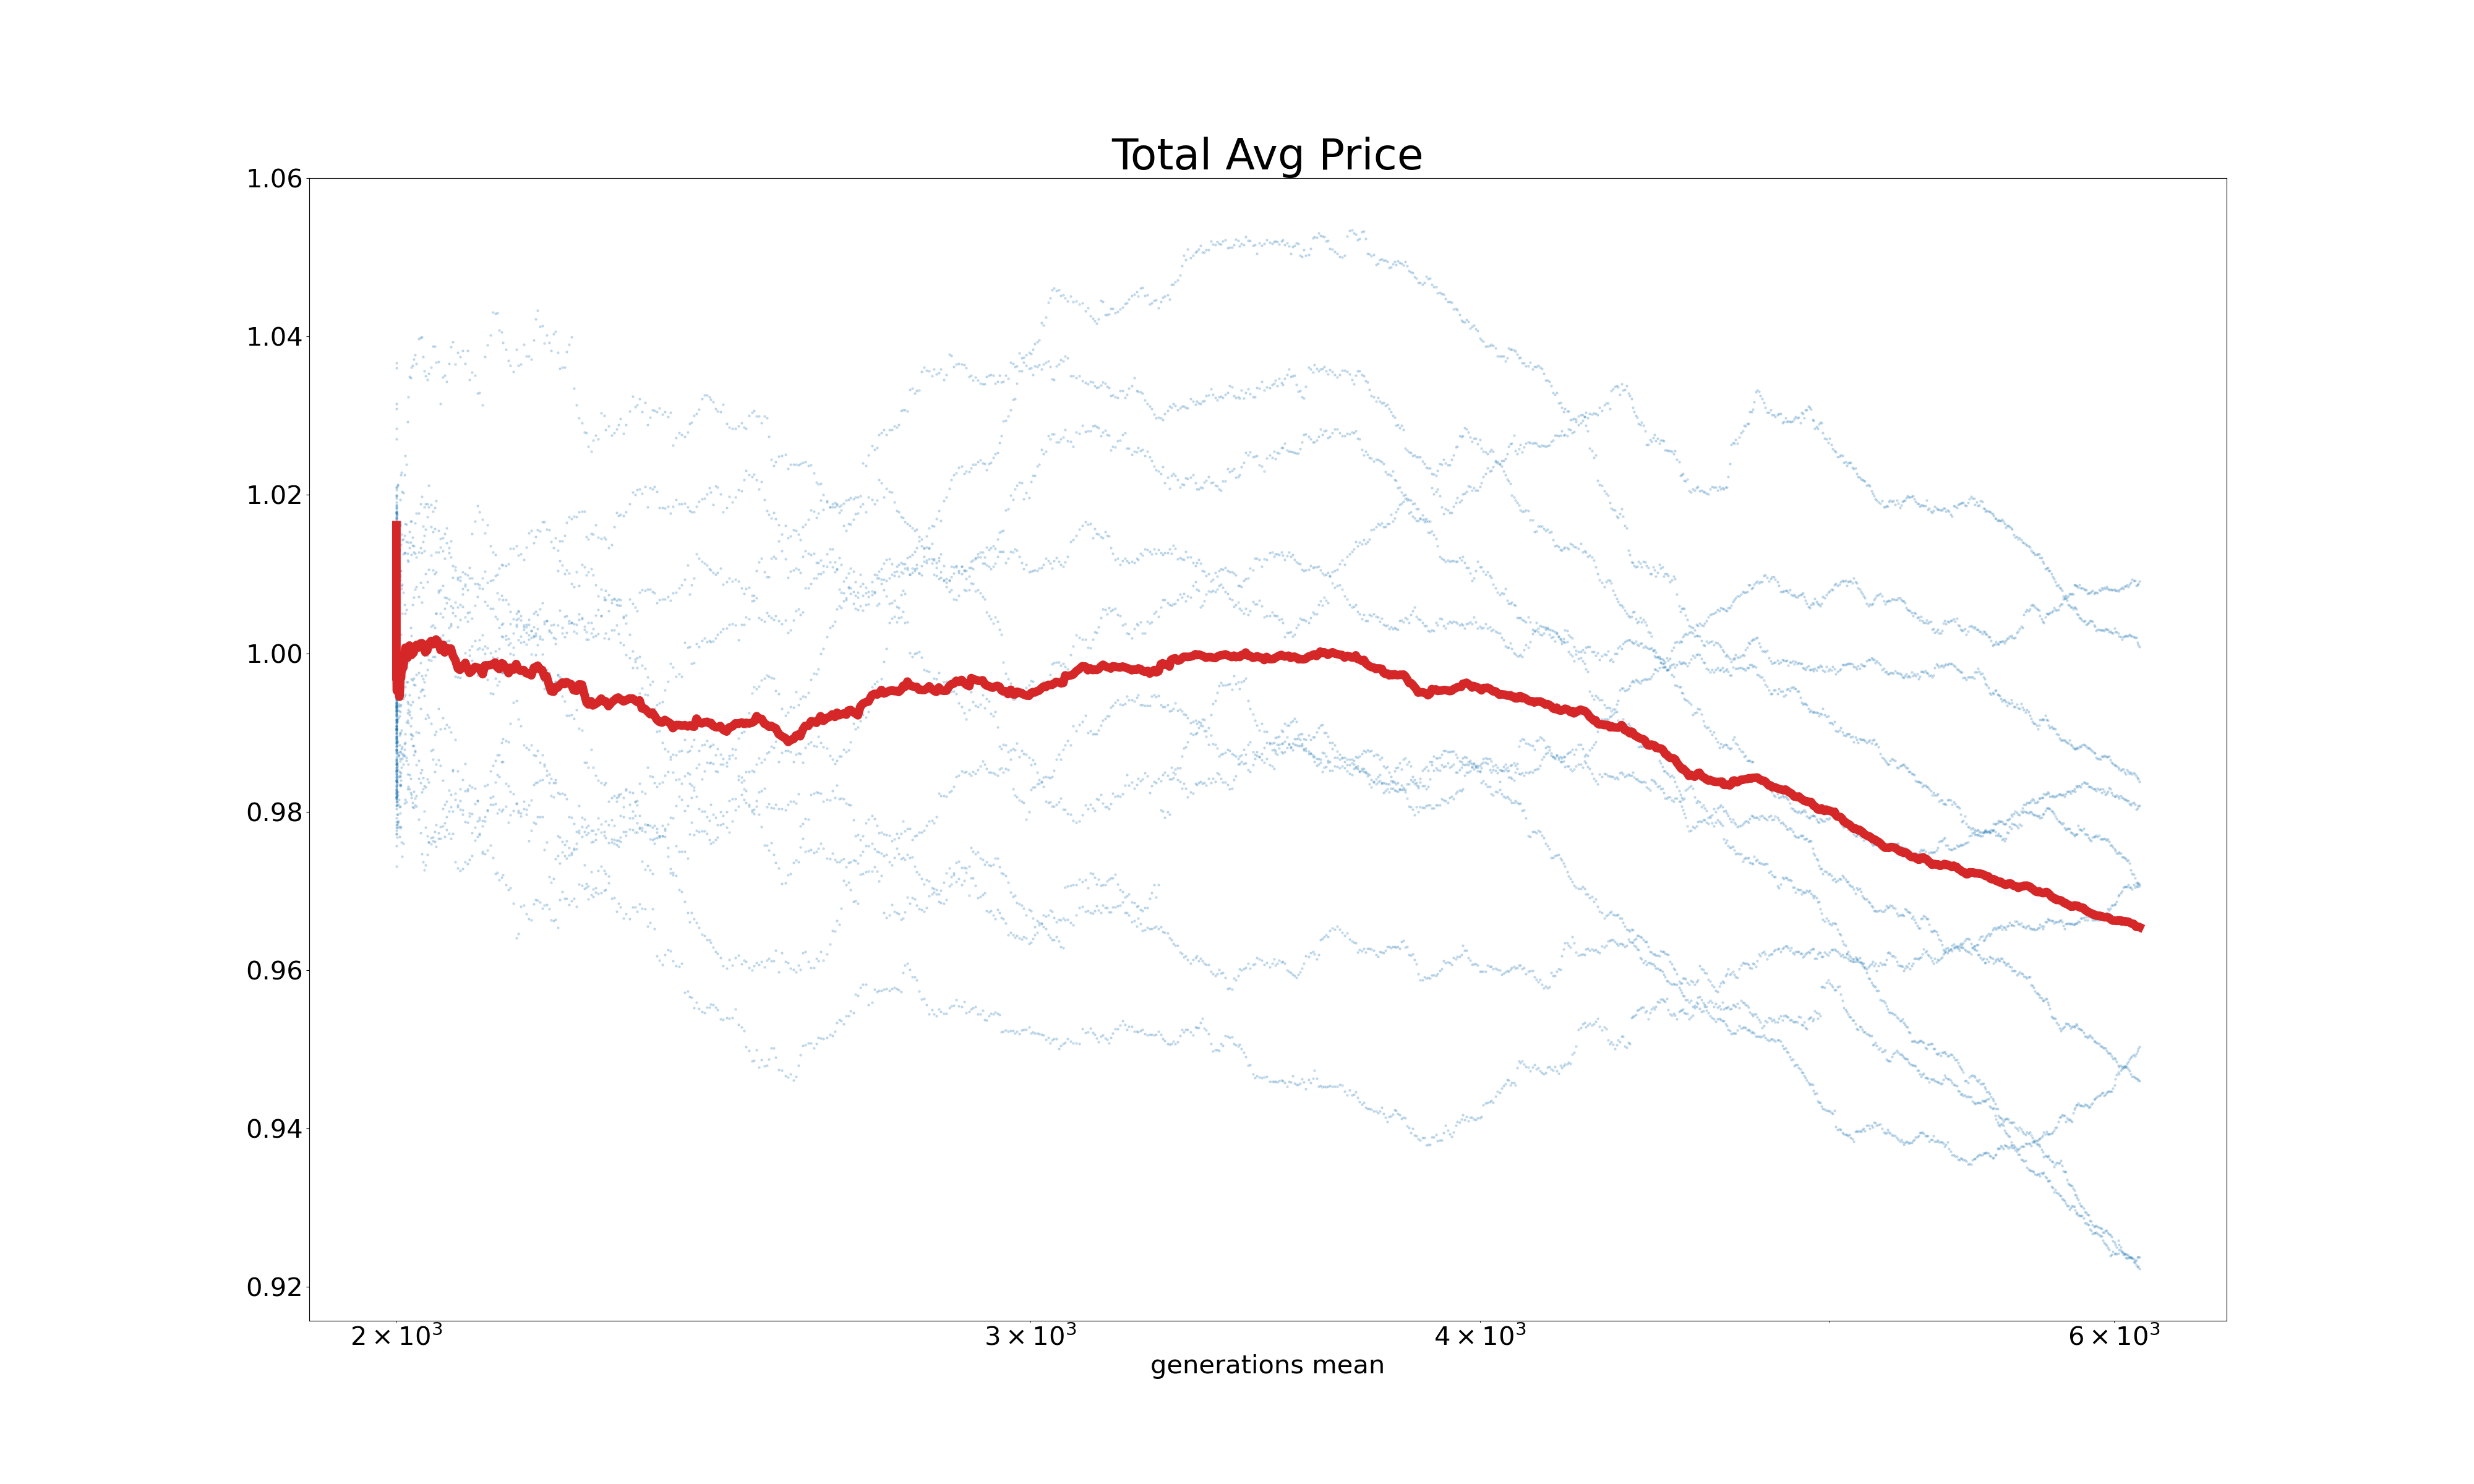 Total Avg Price
1.06
1.04
1.02
1.00
0.98
0.96
0.94
0.92
2 × 10³ 3 × 10³ 4 × 10³ 6 × 10³
generations mean